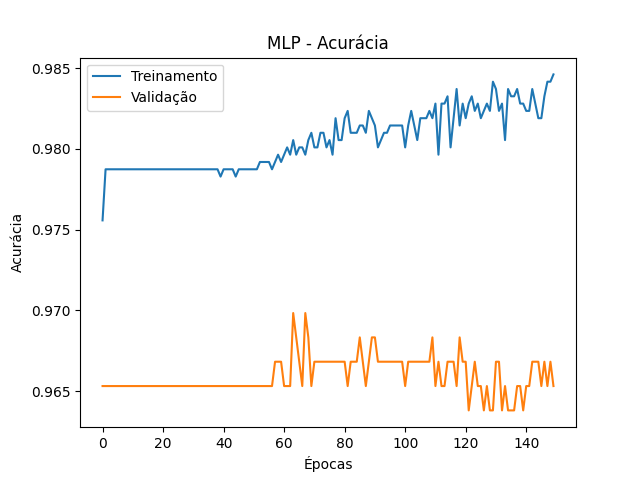 MLP - Acurácia
Treinamento
Validação
0.985
0.980
0.975
0.970
0.965
Acurácia
0 20 40 60 80 100 120 140
Épocas